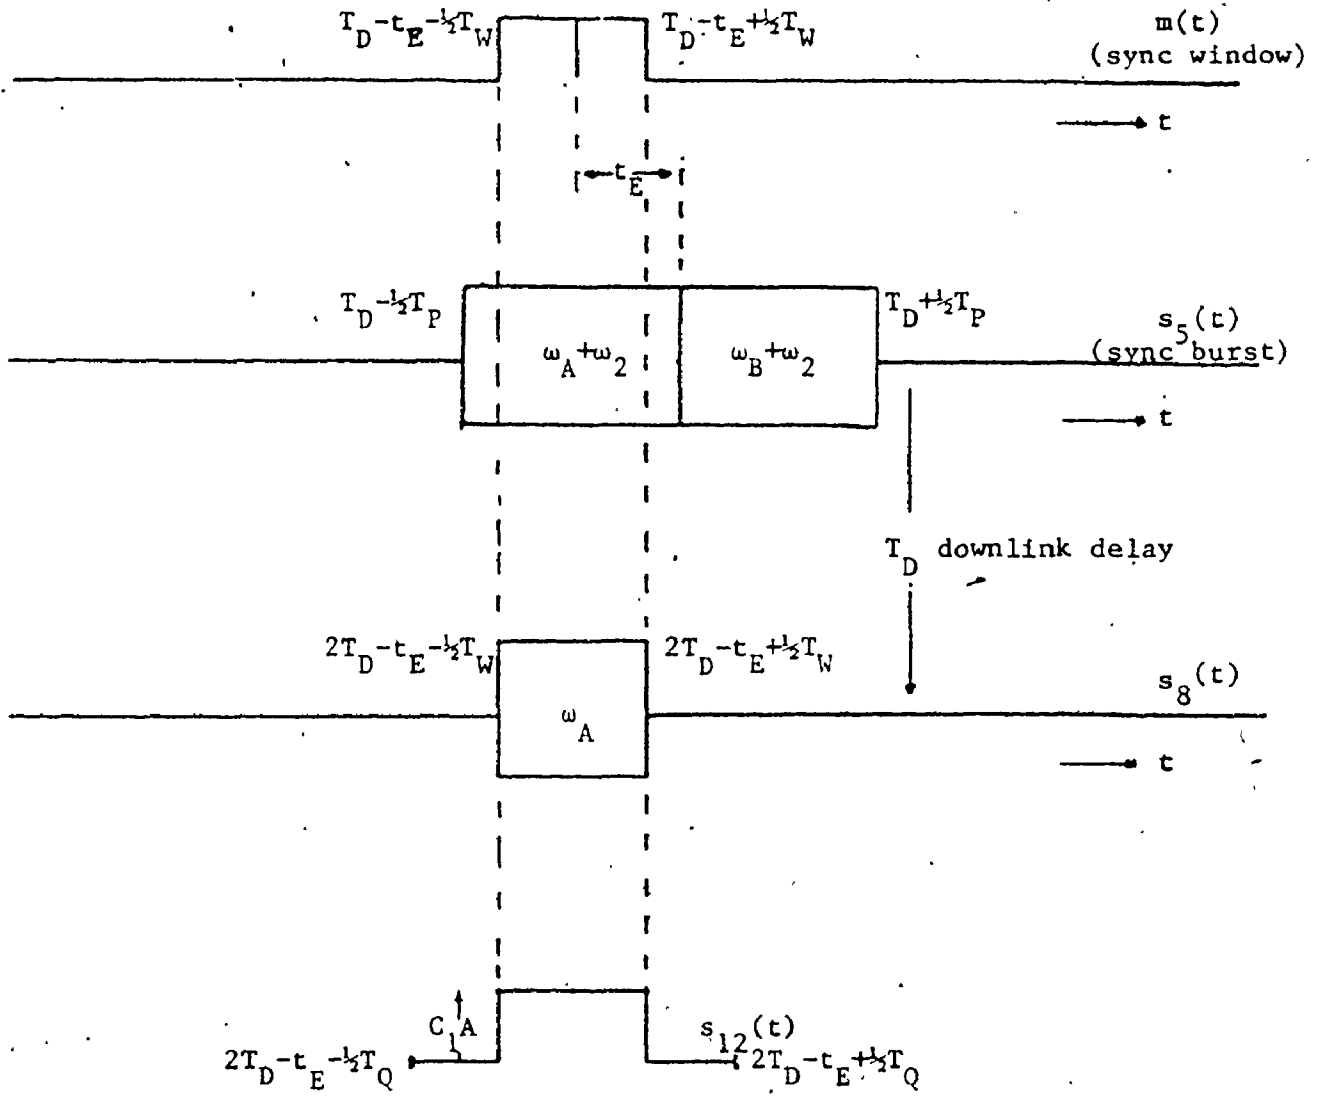 T_D-t_E-½T_W
T_D-t_E+½T_W
m(t)
(sync window)
t
t_E
T_D-½T_P
ω_A+ω_2
ω_B+ω_2
T_D+½T_P
s_5(t)
(sync burst)
t
T_D downlink delay
2T_D-t_E-½T_W
2T_D-t_E+½T_W
s_8(t)
ω_A
t
C_1A
s_12(t)
2T_D-t_E-½T_Q
2T_D-t_E+½T_Q